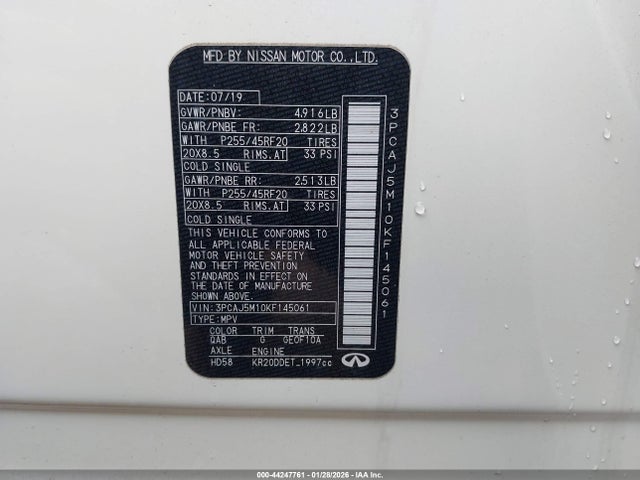 MFD BY NISSAN MOTOR CO.,LTD.
DATE:07/19
GVWR/PNBV: 4,916LB
GAWR/PNBE FR: 2,822LB
WITH P255/45RF20 TIRES
20X8.5 RIMS.AT 33 PSI
COLD SINGLE
GAWR/PNBE RR: 2,513LB
WITH P255/45RF20 TIRES
20X8.5 RIMS.AT 33 PSI
COLD SINGLE
THIS VEHICLE CONFORMS TO
ALL APPLICABLE FEDERAL
MOTOR VEHICLE SAFETY
AND THEFT PREVENTION
STANDARDS IN EFFECT ON
THE DATE OF MANUFACTURE
SHOWN ABOVE.
VIN:3PCAJ5M10KF145061
TYPE:MPV
COLOR TRIM TRANS
QAB G GE0F10A
AXLE ENGINE
HD58 KR20DDET_1997cc
3PCAJ5M10KF145061
000-44247761 - 01/28/2026 - IAA Inc.